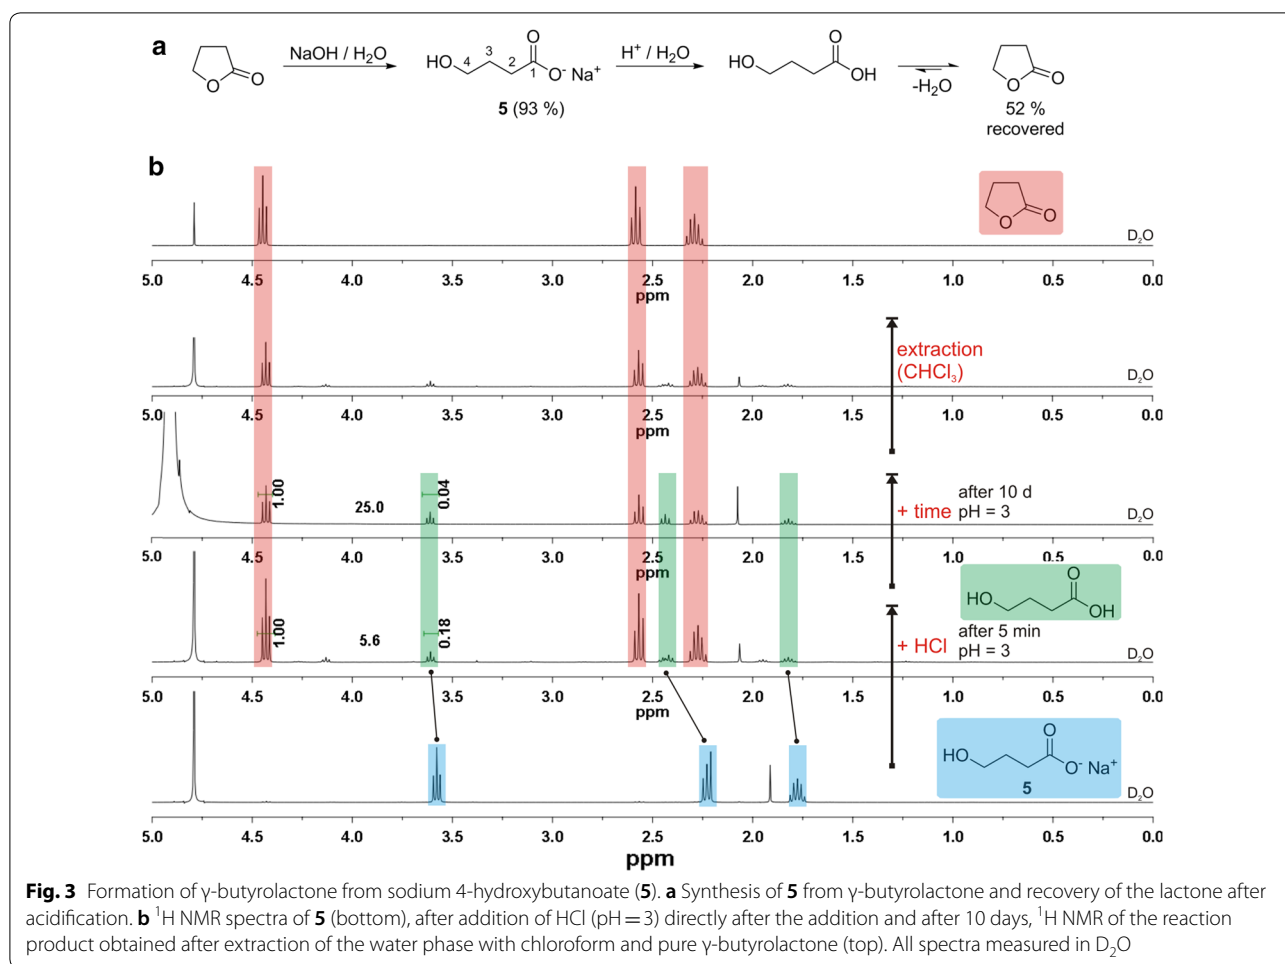 a
NaOH / H₂O
H⁺ / H₂O
-H₂O
HO
4
3
2
1
O
O⁻ Na⁺
HO
O
OH
O
O
O
O
5 (93 %)
52 %
recovered
b
O
O
D₂O
5.0 4.5 4.0 3.5 3.0 2.5 2.0 1.5 1.0 0.5 0.0
ppm
extraction
(CHCl₃)
D₂O
5.0 4.5 4.0 3.5 3.0 2.5 2.0 1.5 1.0 0.5 0.0
ppm
1.00
25.0
0.04
+ time
after 10 d
pH = 3
D₂O
5.0 4.5 4.0 3.5 3.0 2.5 2.0 1.5 1.0 0.5 0.0
ppm
HO
O
OH
1.00
5.6
0.18
+ HCl
after 5 min
pH = 3
D₂O
5.0 4.5 4.0 3.5 3.0 2.5 2.0 1.5 1.0 0.5 0.0
ppm
HO
O
O⁻ Na⁺
5
D₂O
5.0 4.5 4.0 3.5 3.0 2.5 2.0 1.5 1.0 0.5 0.0
ppm
Fig. 3 Formation of γ-butyrolactone from sodium 4-hydroxybutanoate (5). a Synthesis of 5 from γ-butyrolactone and recovery of the lactone after
acidification. b ¹H NMR spectra of 5 (bottom), after addition of HCl (pH = 3) directly after the addition and after 10 days, ¹H NMR of the reaction
product obtained after extraction of the water phase with chloroform and pure γ-butyrolactone (top). All spectra measured in D₂O